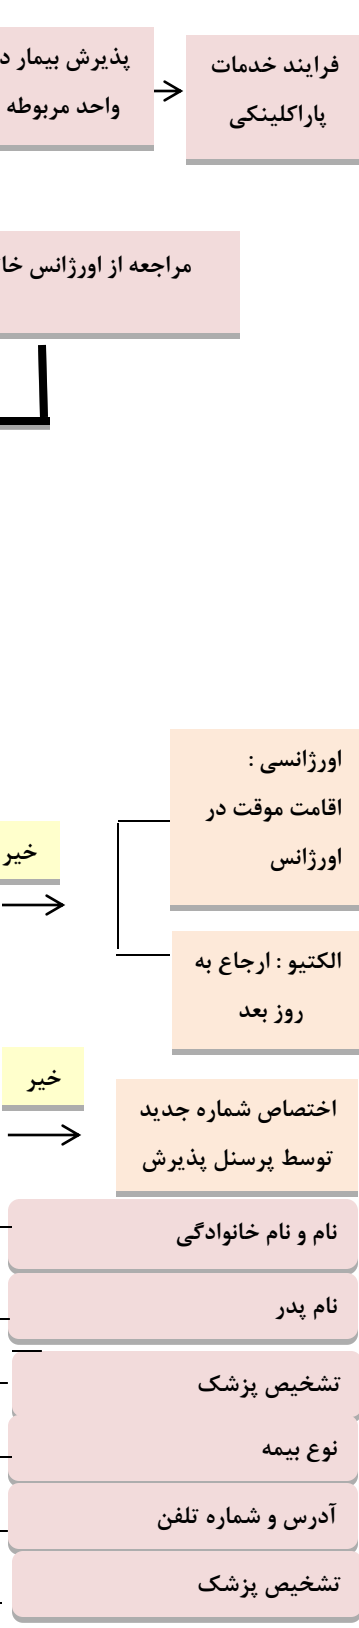 فرایند خدمات
پاراکلینکی
پذیرش بیمار د
واحد مربوطه
مراجعه از اورژانس خا
اورژانسی :
اقامت موقت در
اورژانس
خیر
الکتیو : ارجاع به
روز بعد
خیر
اختصاص شماره جدید
توسط پرسنل پذیرش
نام و نام خانوادگی
نام پدر
تشخیص پزشک
نوع بیمه
آدرس و شماره تلفن
تشخیص پزشک